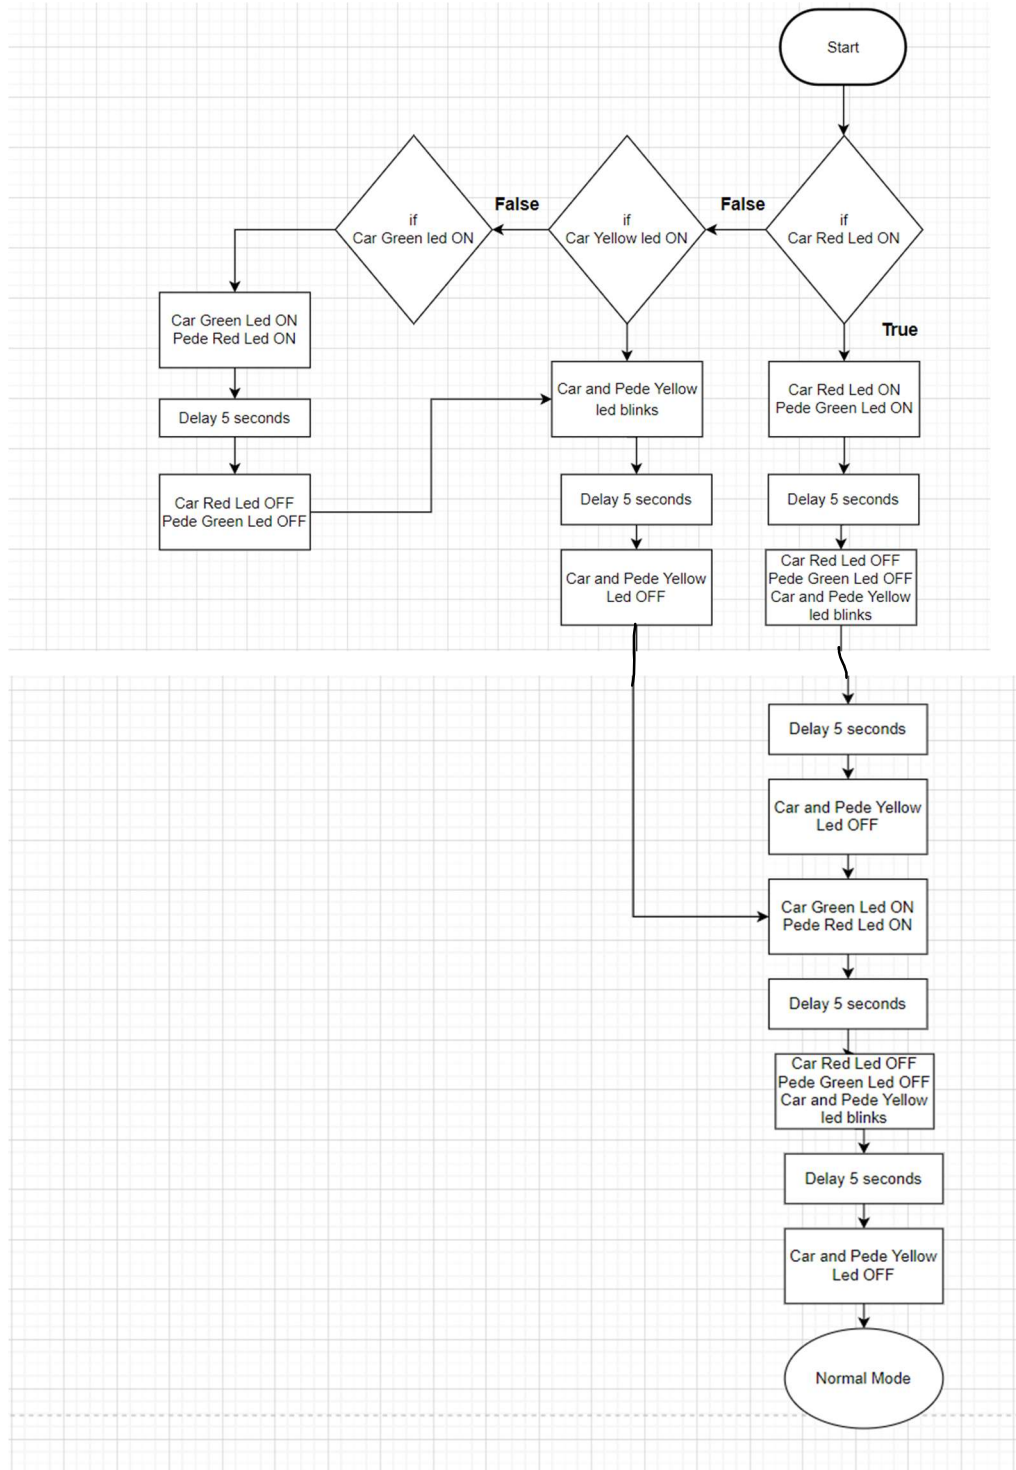 Start
if
Car Green led ON
False
if
Car Yellow led ON
False
if
Car Red Led ON
True
Car Green Led ON
Pede Red Led ON
Delay 5 seconds
Car Red Led OFF
Pede Green Led OFF
Car and Pede Yellow
led blinks
Delay 5 seconds
Car and Pede Yellow
Led OFF
Car Red Led ON
Pede Green Led ON
Delay 5 seconds
Car Red Led OFF
Pede Green Led OFF
Car and Pede Yellow
led blinks
Delay 5 seconds
Car and Pede Yellow
Led OFF
Car Green Led ON
Pede Red Led ON
Delay 5 seconds
Car Red Led OFF
Pede Green Led OFF
Car and Pede Yellow
led blinks
Delay 5 seconds
Car and Pede Yellow
Led OFF
Normal Mode